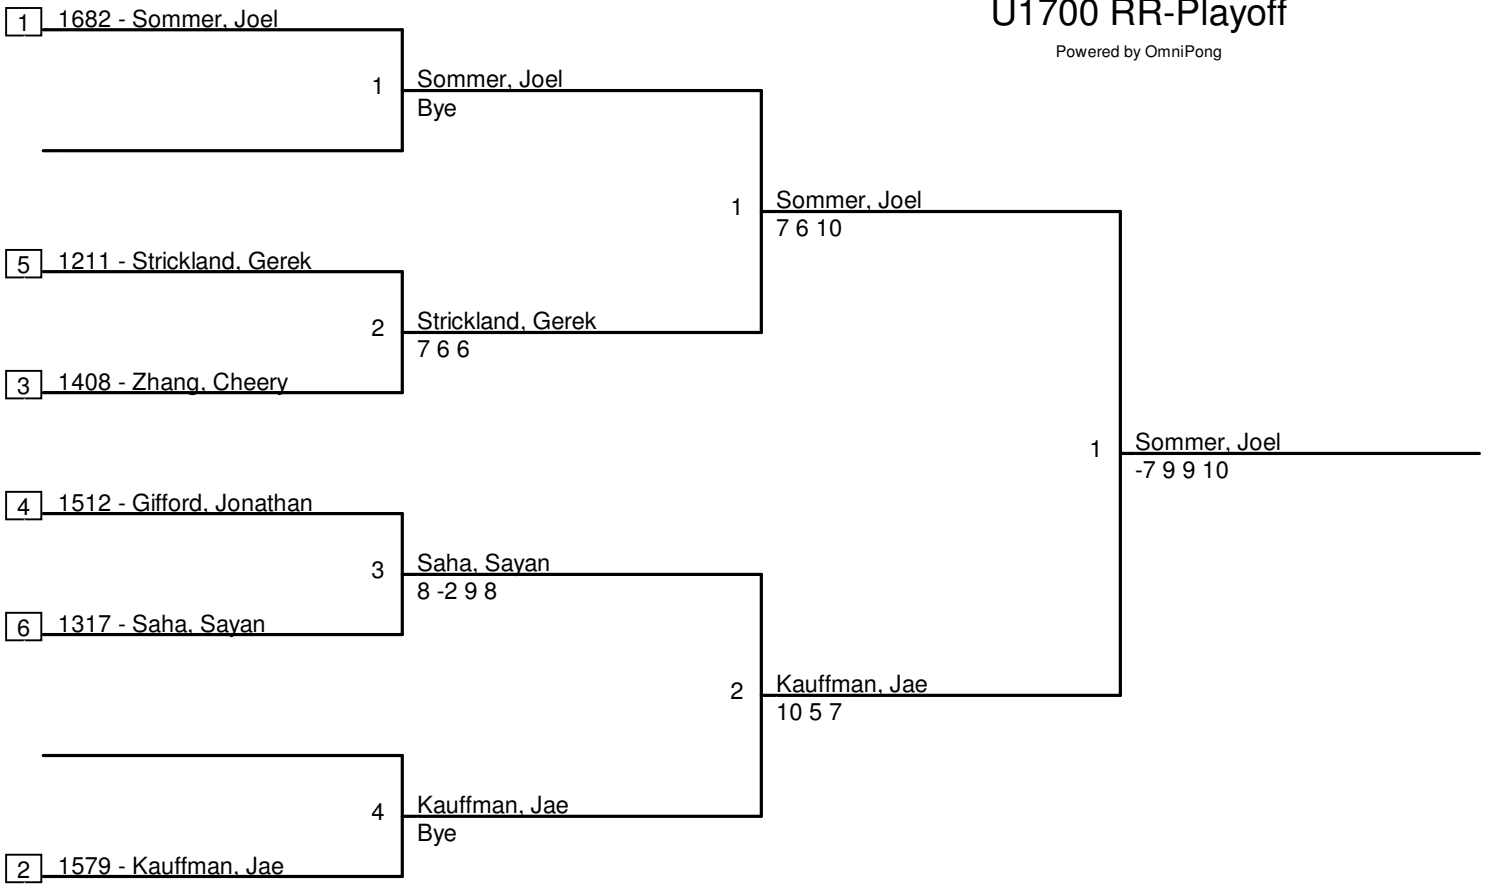 U1700 RR-Playoff
Powered by OmniPong
1 1682 - Sommer, Joel
1 Sommer, Joel
Bye
1 Sommer, Joel
7 6 10
5 1211 - Strickland, Gerek
2 Strickland, Gerek
7 6 6
3 1408 - Zhang, Cheery
1 Sommer, Joel
-7 9 9 10
4 1512 - Gifford, Jonathan
3 Saha, Sayan
8 -2 9 8
6 1317 - Saha, Sayan
2 Kauffman, Jae
10 5 7
4 Kauffman, Jae
Bye
2 1579 - Kauffman, Jae